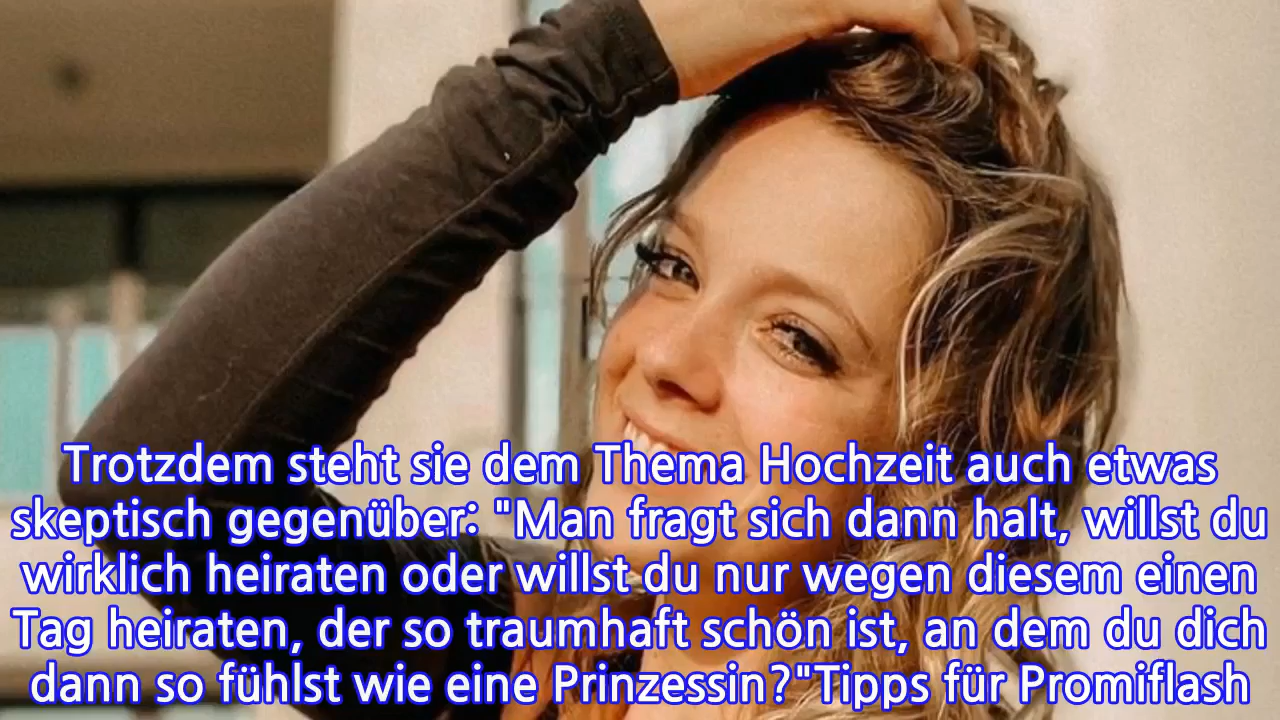 Trotzdem steht sie dem Thema Hochzeit auch etwas
skeptisch gegenüber: "Man fragt sich dann halt, willst du
wirklich heiraten oder willst du nur wegen diesem einen
Tag heiraten, der so traumhaft schön ist, an dem du dich
dann so fühlst wie eine Prinzessin?"Tipps für Promiflash